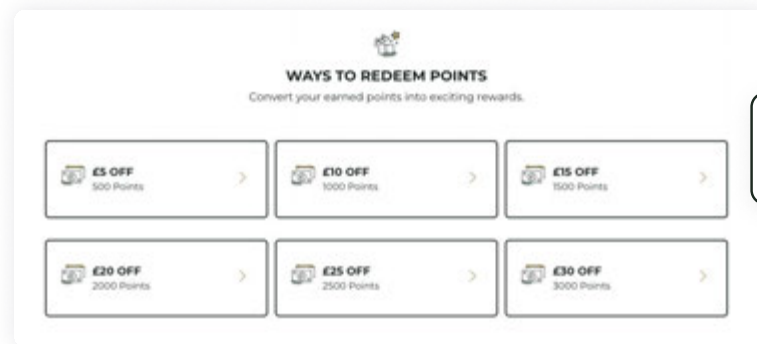 WAYS TO REDEEM POINTS
Convert your earned points into exciting rewards.
£5 OFF
500 Points
£10 OFF
1000 Points
£15 OFF
1500 Points
£20 OFF
2000 Points
£25 OFF
2500 Points
£30 OFF
3000 Points